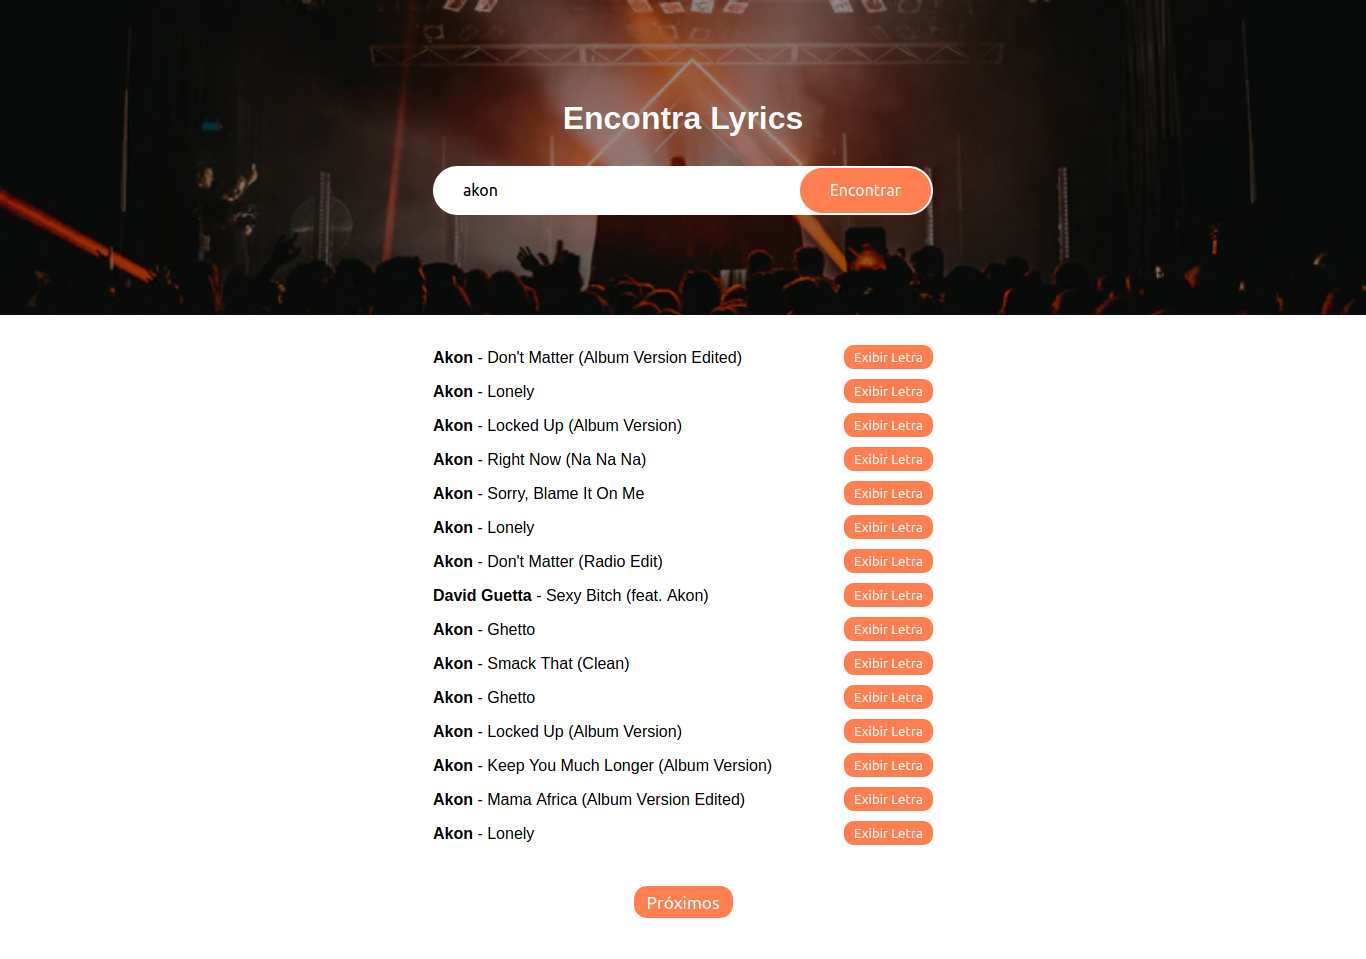 Encontra Lyrics
akon Encontrar
Akon - Don't Matter (Album Version Edited) Exibir Letra
Akon - Lonely Exibir Letra
Akon - Locked Up (Album Version) Exibir Letra
Akon - Right Now (Na Na Na) Exibir Letra
Akon - Sorry, Blame It On Me Exibir Letra
Akon - Lonely Exibir Letra
Akon - Don't Matter (Radio Edit) Exibir Letra
David Guetta - Sexy Bitch (feat. Akon) Exibir Letra
Akon - Ghetto Exibir Letra
Akon - Smack That (Clean) Exibir Letra
Akon - Ghetto Exibir Letra
Akon - Locked Up (Album Version) Exibir Letra
Akon - Keep You Much Longer (Album Version) Exibir Letra
Akon - Mama Africa (Album Version Edited) Exibir Letra
Akon - Lonely Exibir Letra
Próximos